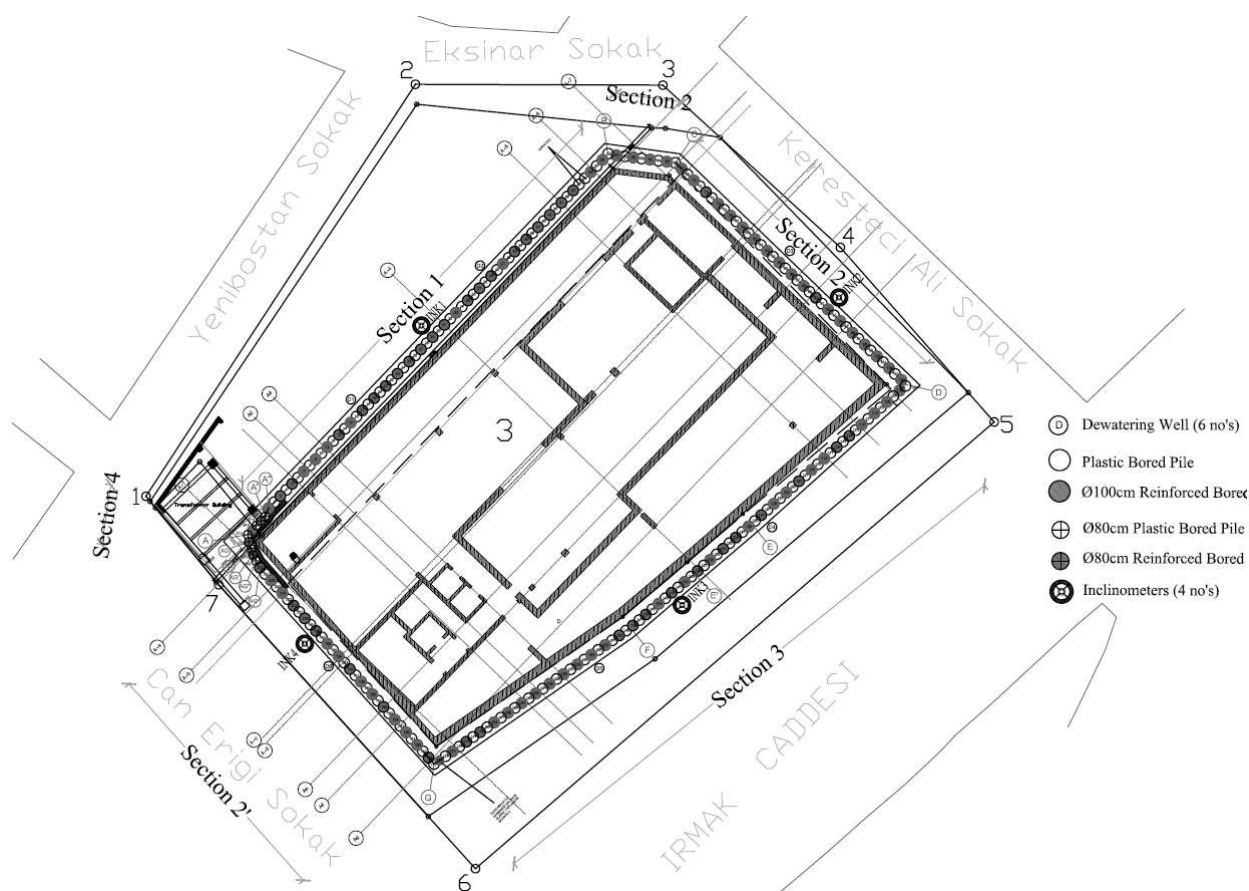 Eksinar Sokak
2
3
Section 2
Yenibostan Sokak
Keresteci Ali Sokak
4
Section 2
INK2
Section 1
INK1
3
D
5
1
Section 4
Transformer Building
A
7
INK4
INK3
E
F
Section 3
Can Erigi Sokak
Section 2'
G
6
IRMAK CADDESI
D Dewatering Well (6 no's)
Plastic Bored Pile
Ø100cm Reinforced Bore
Ø80cm Plastic Bored Pile
Ø80cm Reinforced Bored
Inclinometers (4 no's)